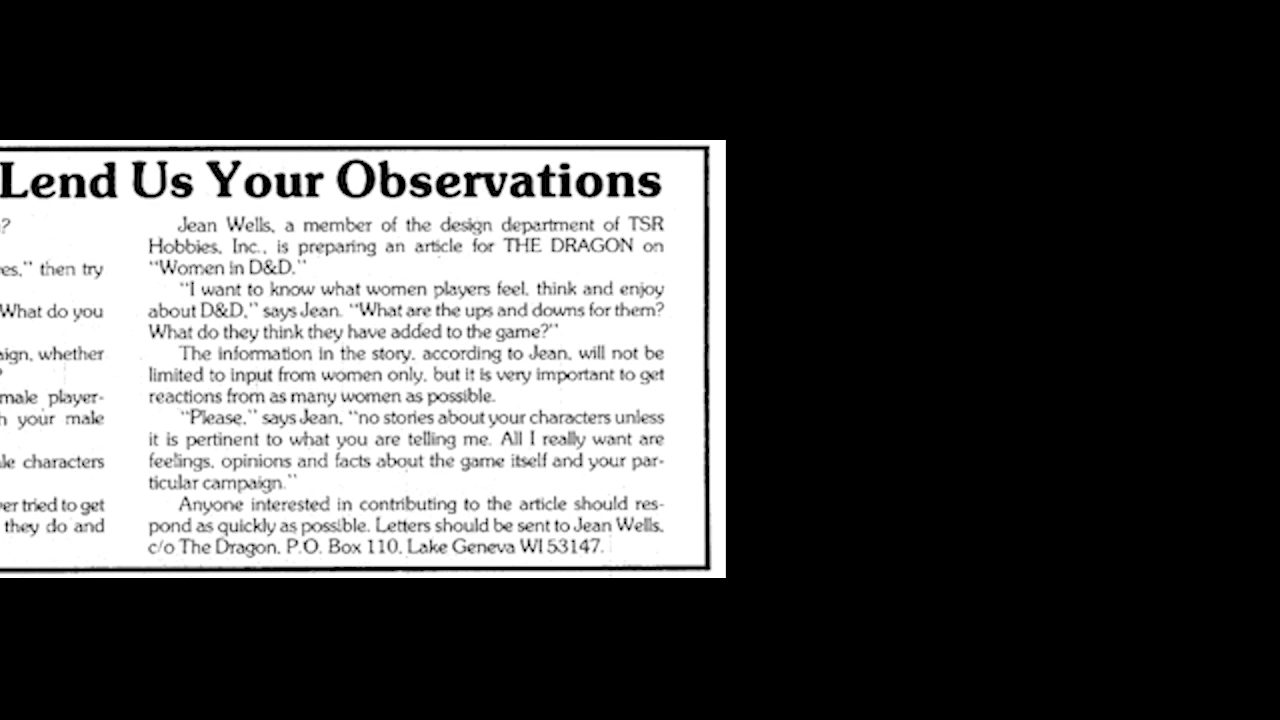 Lend Us Your Observations
?
es," then try
What do you
aign, whether
?
male player-
h your male
le characters
er tried to get
they do and
Jean Wells, a member of the design department of TSR
Hobbies, Inc., is preparing an article for THE DRAGON on
"Women in D&D."
"I want to know what women players feel, think and enjoy
about D&D," says Jean. "What are the ups and downs for them?
What do they think they have added to the game?"
The information in the story, according to Jean, will not be
limited to input from women only, but it is very important to get
reactions from as many women as possible.
"Please," says Jean, "no stories about your characters unless
it is pertinent to what you are telling me. All I really want are
feelings, opinions and facts about the game itself and your par-
ticular campaign."
Anyone interested in contributing to the article should res-
pond as quickly as possible. Letters should be sent to Jean Wells,
c/o The Dragon, P.O. Box 110, Lake Geneva WI 53147.